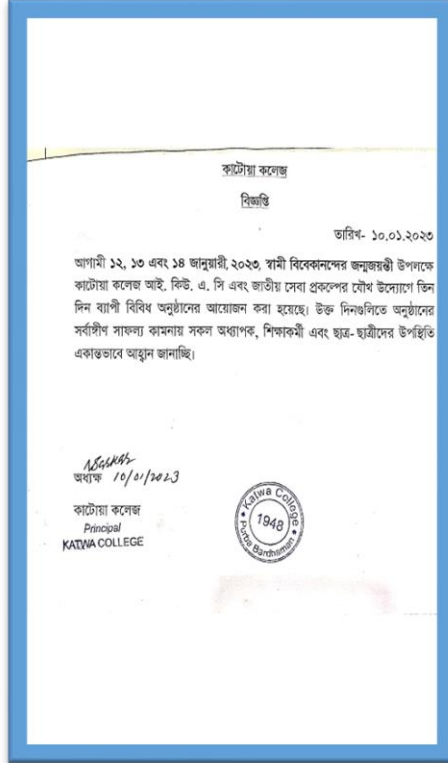 কাটোয়া কলেজ
বিজ্ঞপ্তি
তারিখ- ১০.০১.২০২৩
আগামী ১২, ১৩ এবং ১৪ জানুয়ারী, ২০২৩, স্বামী বিবেকানন্দের জন্মজয়ন্তী উপলক্ষে
কাটোয়া কলেজ আই. কিউ. এ. সি এবং জাতীয় সেবা প্রকল্পের যৌথ উদ্যোগে তিন
দিন ব্যাপী বিবিধ অনুষ্ঠানের আয়োজন করা হয়েছে। উক্ত দিনগুলিতে অনুষ্ঠানের
সর্বাঙ্গীণ সাফল্য কামনায় সকল অধ্যাপক, শিক্ষাকর্মী এবং ছাত্র-ছাত্রীদের উপস্থিতি
একান্তভাবে আহ্বান জানাচ্ছি।
অধ্যক্ষ 10/01/2023
কাটোয়া কলেজ
Principal
KATWA COLLEGE
Katwa College
1948
Purba Bardhaman